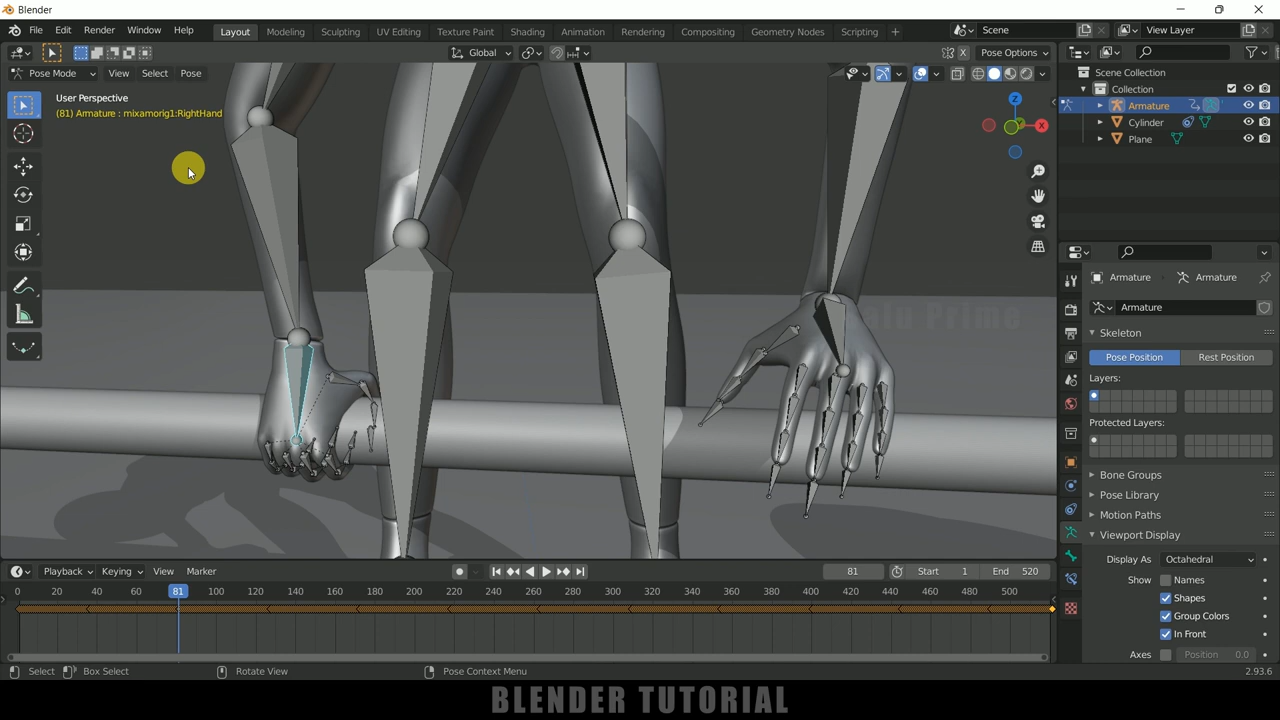 Blender
File Edit Render Window Help Layout Modeling Sculpting UV Editing Texture Paint Shading Animation Rendering Compositing Geometry Nodes Scripting + Scene View Layer
Global Pose Options
Pose Mode View Select Pose
User Perspective
(81) Armature : mixamorig1:RightHand
Z
X
Scene Collection
Collection
Armature
Cylinder
Plane
Armature Armature
Armature
Skeleton
Pose Position Rest Position
Layers:
Protected Layers:
Bone Groups
Pose Library
Motion Paths
Viewport Display
Display As Octahedral
Show Names
Shapes
Group Colors
In Front
Axes Position 0.0
Prime
Playback Keying View Marker 81 Start 1 End 520
0 20 40 60 81 100 120 140 160 180 200 220 240 260 280 300 320 340 360 380 400 420 440 460 480 500
Select Box Select Rotate View Pose Context Menu 2.93.6
BLENDER TUTORIAL